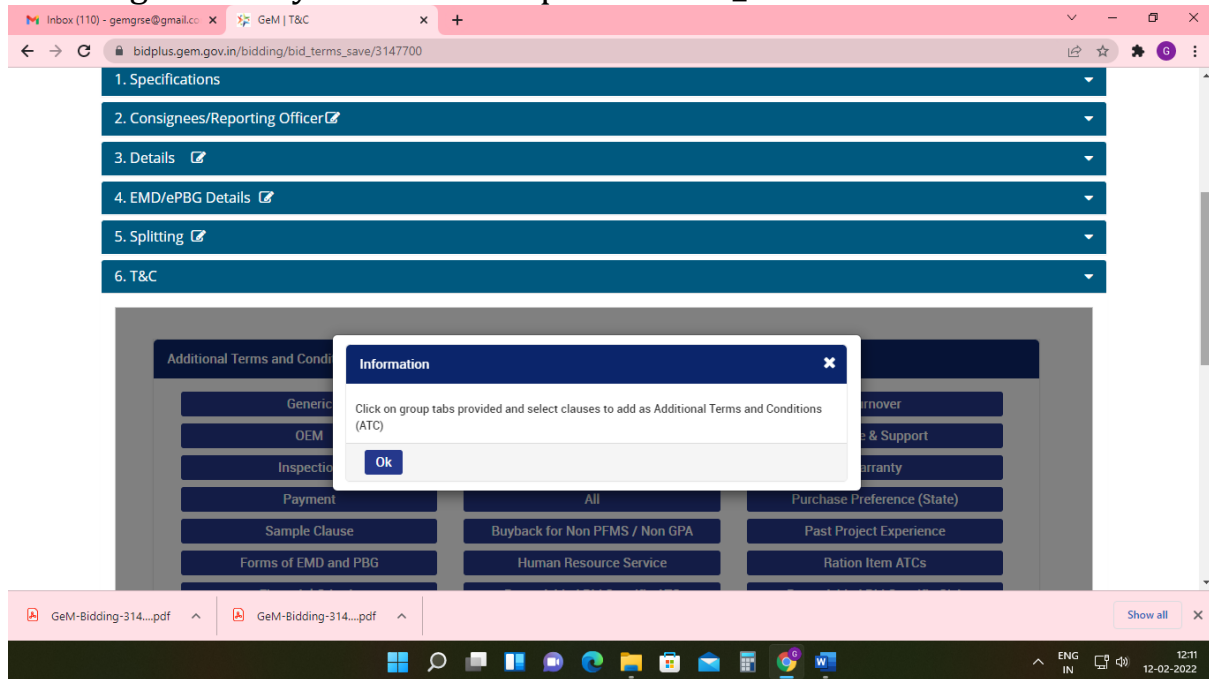 Inbox (110) - gemgrse@gmail.co
GeM | T&C
bidplus.gem.gov.in/bidding/bid_terms_save/3147700
G
1. Specifications
2. Consignees/Reporting Officer
3. Details
4. EMD/ePBG Details
5. Splitting
6. T&C
Additional Terms and Condi
Information
Click on group tabs provided and select clauses to add as Additional Terms and Conditions
(ATC)
Ok
Generic
OEM
Inspectio
Payment
All
Purchase Preference (State)
Sample Clause
Buyback for Non PFMS / Non GPA
Past Project Experience
Forms of EMD and PBG
Human Resource Service
Ration Item ATCs
rnover
e & Support
arranty
GeM-Bidding-314....pdf
GeM-Bidding-314....pdf
Show all
ENG
IN
12:11
12-02-2022